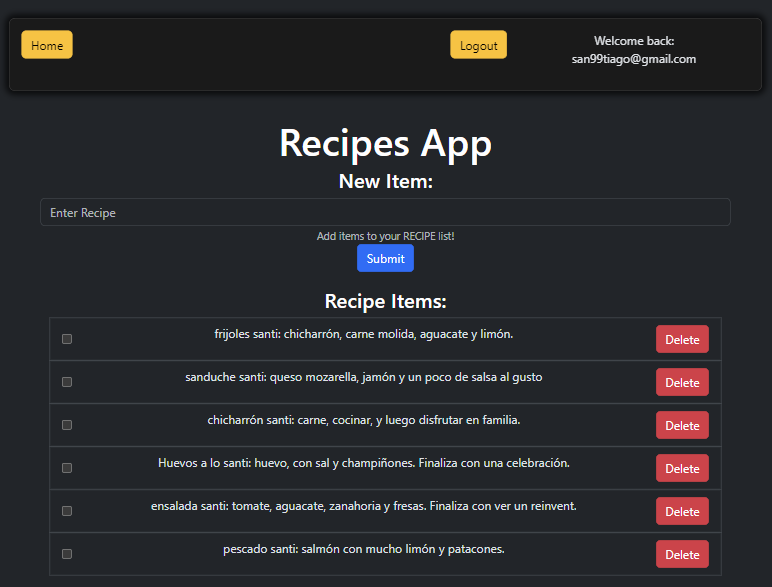 Home
Logout
Welcome back:
san99tiago@gmail.com
Recipes App
New Item:
Enter Recipe
Add items to your RECIPE list!
Submit
Recipe Items:
frijoles santi: chicharrón, carne molida, aguacate y limón.
Delete
sanduche santi: queso mozarella, jamón y un poco de salsa al gusto
Delete
chicharrón santi: carne, cocinar, y luego disfrutar en familia.
Delete
Huevos a lo santi: huevo, con sal y champiñones. Finaliza con una celebración.
Delete
ensalada santi: tomate, aguacate, zanahoria y fresas. Finaliza con ver un reinvent.
Delete
pescado santi: salmón con mucho limón y patacones.
Delete